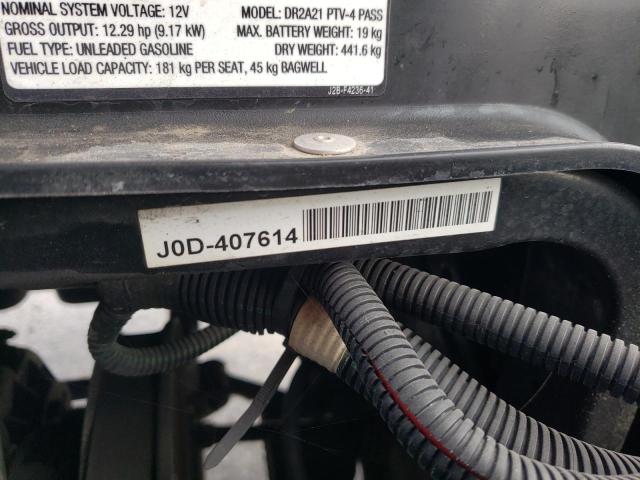 NOMINAL SYSTEM VOLTAGE: 12V MODEL: DR2A21 PTV-4 PASS
GROSS OUTPUT: 12.29 hp (9.17 kW) MAX. BATTERY WEIGHT: 19 kg
FUEL TYPE: UNLEADED GASOLINE DRY WEIGHT: 441.6 kg
VEHICLE LOAD CAPACITY: 181 kg PER SEAT, 45 kg BAGWELL
J2B-F4236-41
J0D-407614